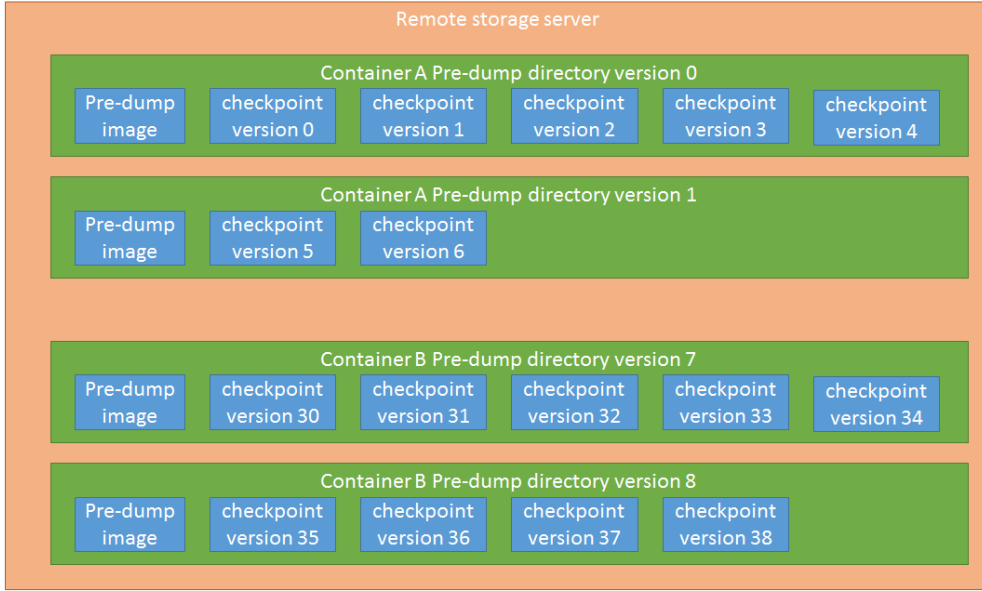 Remote storage server
Container A Pre-dump directory version 0
Pre-dump
image
checkpoint
version 0
checkpoint
version 1
checkpoint
version 2
checkpoint
version 3
checkpoint
version 4
Container A Pre-dump directory version 1
Pre-dump
image
checkpoint
version 5
checkpoint
version 6
Container B Pre-dump directory version 7
Pre-dump
image
checkpoint
version 30
checkpoint
version 31
checkpoint
version 32
checkpoint
version 33
checkpoint
version 34
Container B Pre-dump directory version 8
Pre-dump
image
checkpoint
version 35
checkpoint
version 36
checkpoint
version 37
checkpoint
version 38